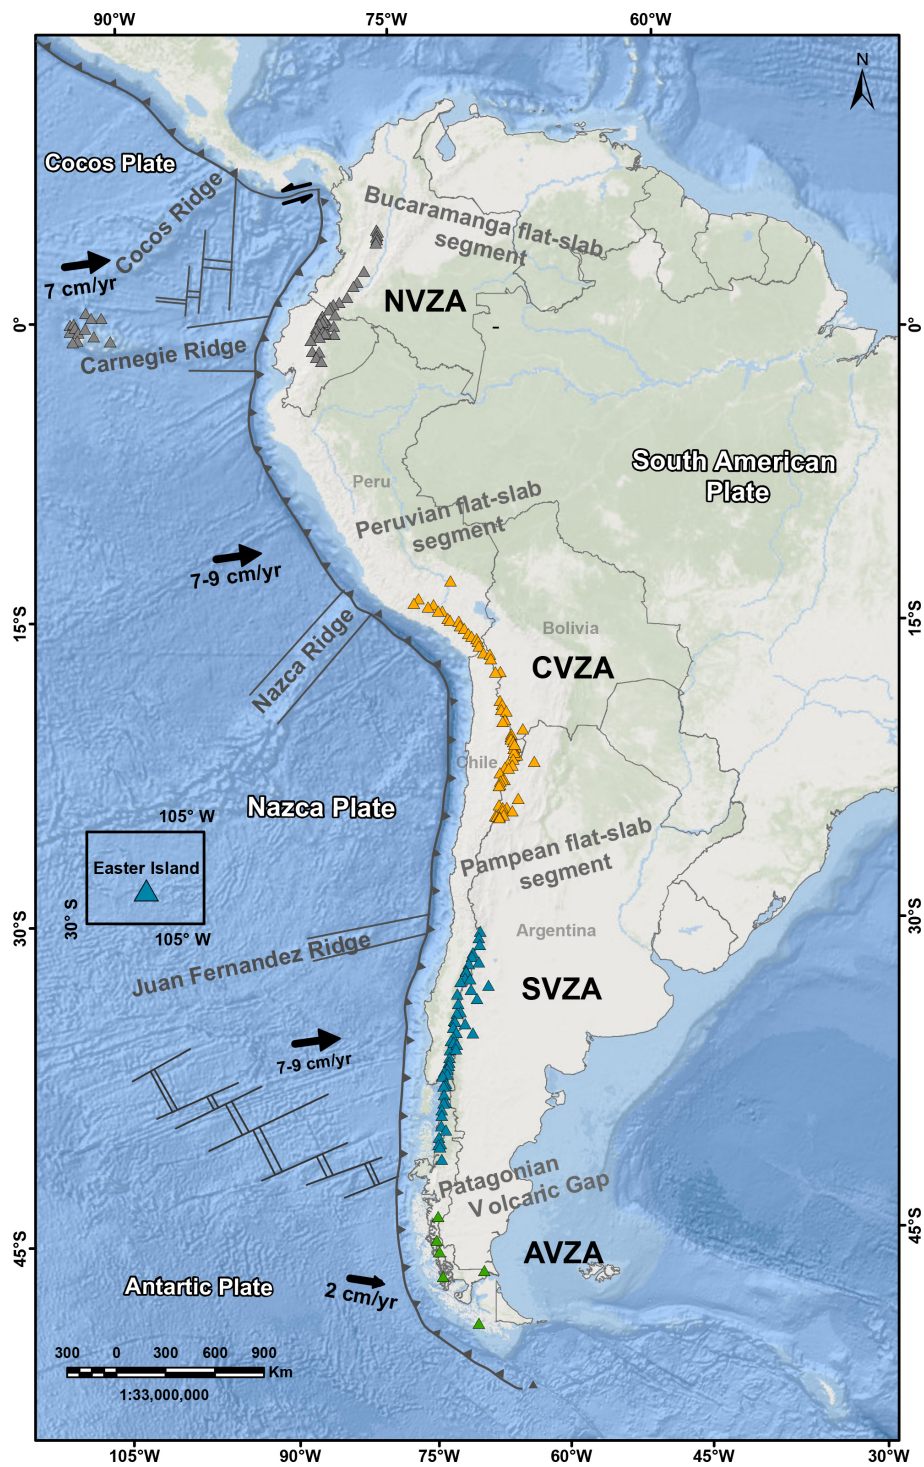 90°W 75°W 60°W
N
Cocos Plate
Cocos Ridge
Bucaramanga flat-slab
segment
7 cm/yr
NVZA
0° 0°
Carnegie Ridge
South American
Plate
Peru
Peruvian flat-slab
segment
7-9 cm/yr
15°S 15°S
Bolivia
Nazca Ridge
CVZA
Chile
Nazca Plate
105° W
Pampean flat-slab
segment
Easter Island
30° S
105° W
30°S 30°S
Argentina
Juan Fernandez Ridge
SVZA
7-9 cm/yr
Patagonian
Volcaric Gap
45°S 45°S
AVZA
Antartic Plate
2 cm/yr
300 0 300 600 900
Km
1:33,000,000
105°W 90°W 75°W 60°W 45°W 30°W